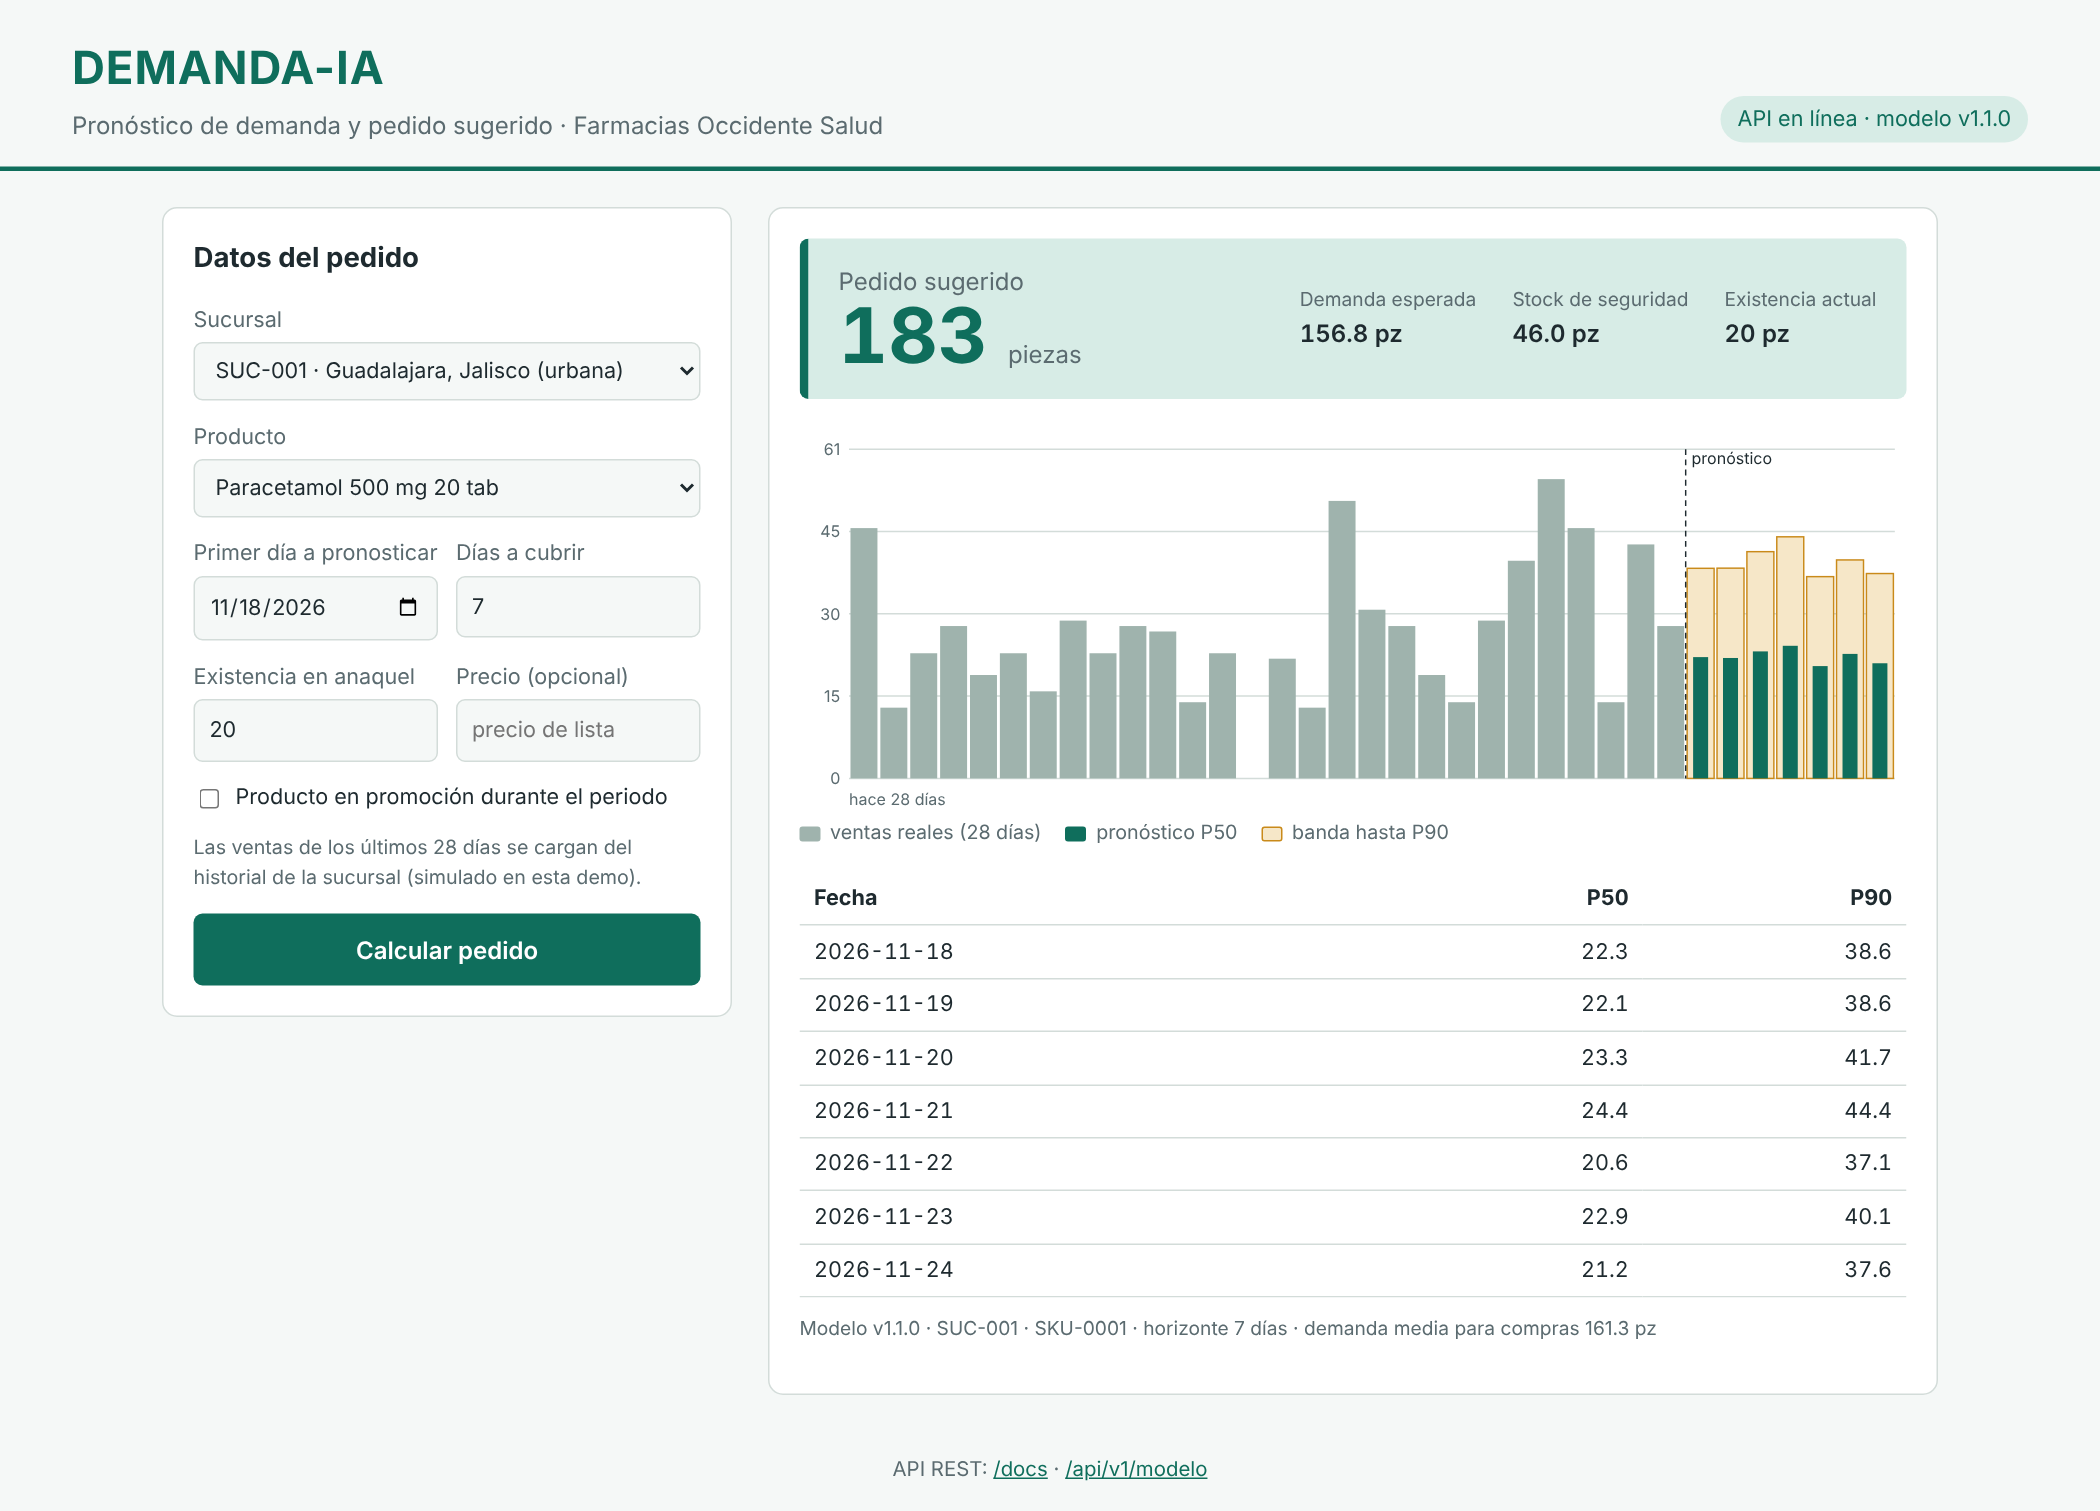 DEMANDA-IA
Pronóstico de demanda y pedido sugerido · Farmacias Occidente Salud
API en línea · modelo v1.1.0
Datos del pedido
Sucursal
SUC-001 · Guadalajara, Jalisco (urbana)
Producto
Paracetamol 500 mg 20 tab
Primer día a pronosticar Días a cubrir
11/18/2026 7
Existencia en anaquel Precio (opcional)
20 precio de lista
Producto en promoción durante el periodo
Las ventas de los últimos 28 días se cargan del
historial de la sucursal (simulado en esta demo).
Calcular pedido
Pedido sugerido
183 piezas
Demanda esperada Stock de seguridad Existencia actual
156.8 pz 46.0 pz 20 pz
61
pronóstico
45
30
15
0
hace 28 días
ventas reales (28 días) pronóstico P50 banda hasta P90
Fecha P50 P90
2026-11-18 22.3 38.6
2026-11-19 22.1 38.6
2026-11-20 23.3 41.7
2026-11-21 24.4 44.4
2026-11-22 20.6 37.1
2026-11-23 22.9 40.1
2026-11-24 21.2 37.6
Modelo v1.1.0 · SUC-001 · SKU-0001 · horizonte 7 días · demanda media para compras 161.3 pz
API REST: /docs · /api/v1/modelo